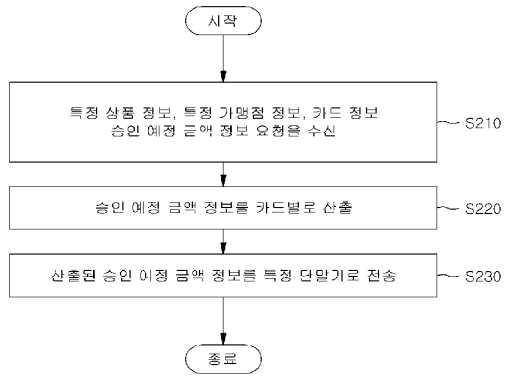 시작
특정 상품 정보, 특정 가맹점 정보, 카드 정보
승인 예정 금액 정보 요청을 수신
S210
승인 예정 금액 정보를 카드별로 산출
S220
산출된 승인 예정 금액 정보를 특정 단말기로 전송
S230
종료